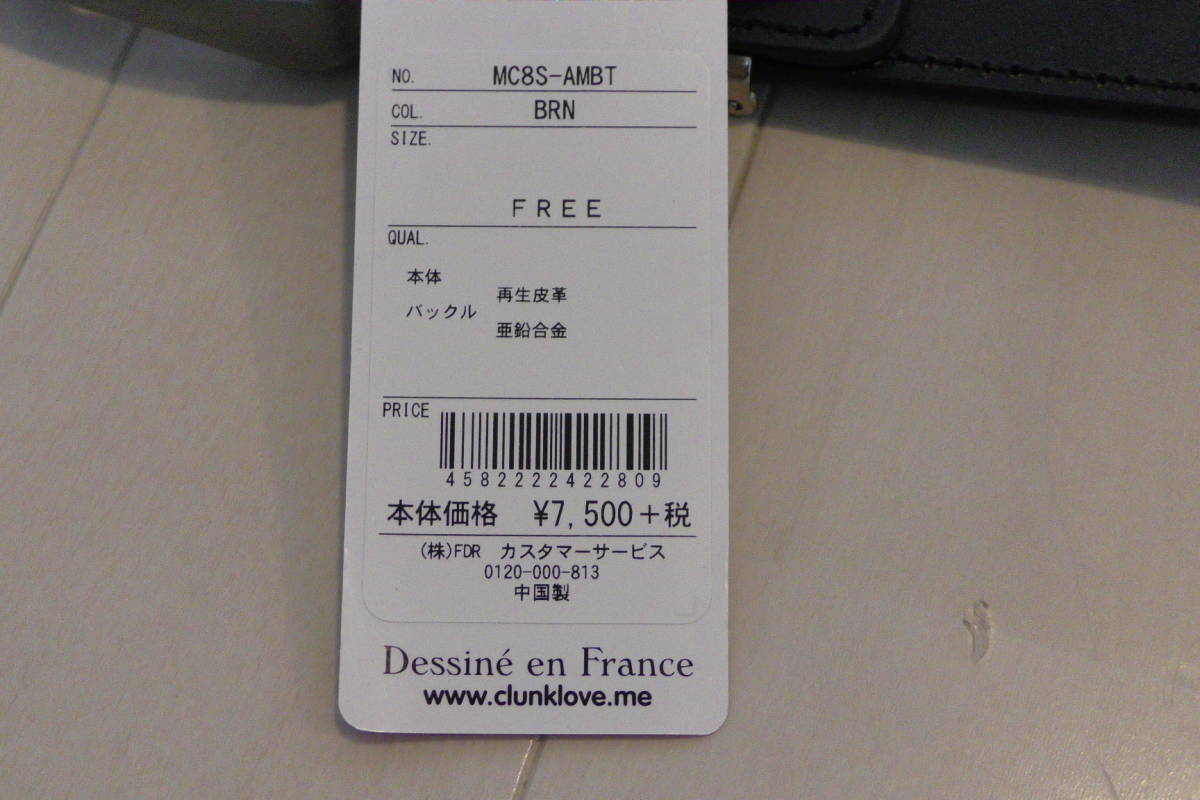 NO. MC8S-AMBT
COL. BRN
SIZE.
FREE
QUAL.
本体
再生皮革
バックル
亜鉛合金
PRICE
4582222422809
本体価格 ¥7,500+税
(株)FDR カスタマーサービス
0120-000-813
中国製
Dessiné en France
www.clunklove.me